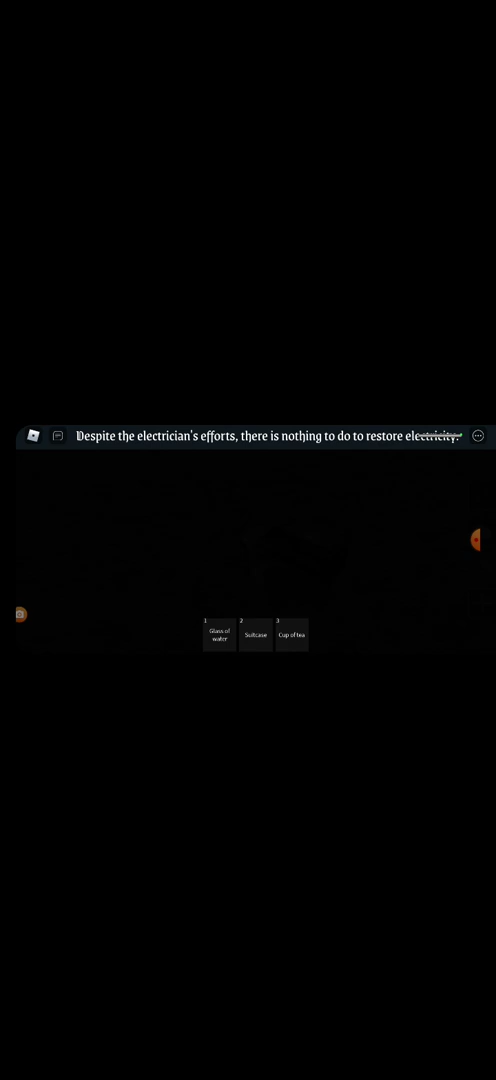 Despite the electrician's efforts, there is nothing to do to restore electricity.
1
Glass of
water
2
Suitcase
3
Cup of tea